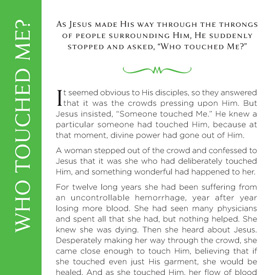 WHO TOUCHED ME?
As Jesus made His way through the throngs
of people surrounding Him, He suddenly
stopped and asked, “Who touched Me?”
It seemed obvious to His disciples, so they answered
that it was the crowds pressing upon Him. But
Jesus insisted, “Someone touched Me.” He knew a
particular someone had touched Him, because at
that moment, divine power had gone out of Him.
A woman stepped out of the crowd and confessed to
Jesus that it was she who had deliberately touched
Him, and something wonderful had happened to her.
For twelve long years she had been suffering from
an uncontrollable hemorrhage, year after year
losing more blood. She had seen many physicians
and spent all that she had, but nothing helped. She
knew she was dying. Then she heard about Jesus.
Desperately making her way through the crowd, she
came close enough to touch Him, believing that if
she touched even just His garment, she would be
healed. And as she touched Him, her flow of blood